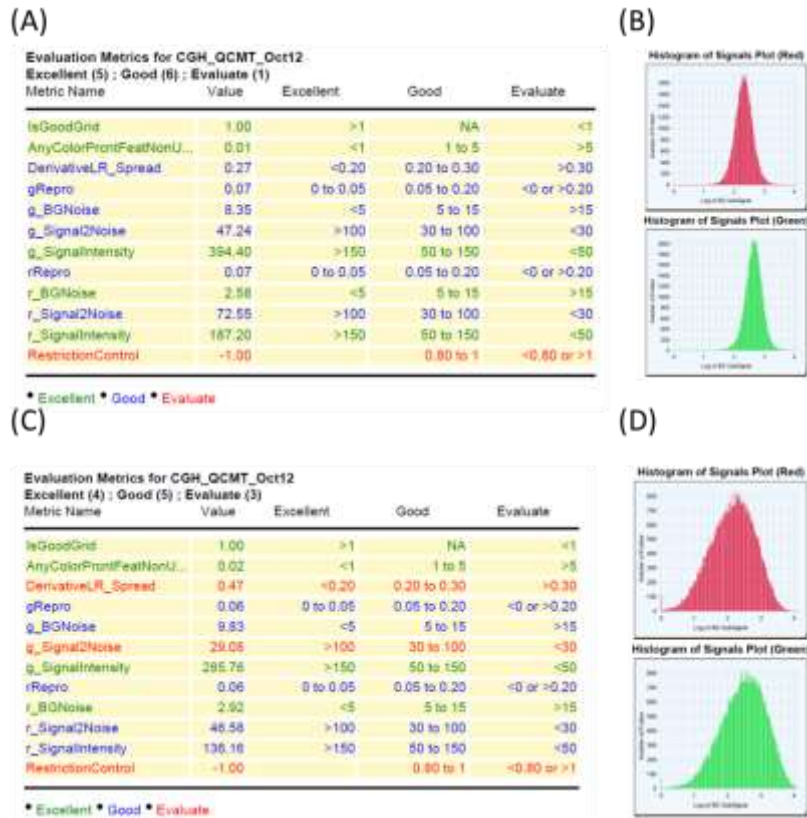 (A)
Evaluation Metrics for CGH_QCMT_Oct12
Excellent (5) ; Good (6) ; Evaluate (1)
Metric Name Value Excellent Good Evaluate
IsGoodGrid 1.00 >1 NA <1
AnyColorPrcntFeatNonU... 0.01 <1 1 to 5 >5
DerivativeLR_Spread 0.27 <0.20 0.20 to 0.30 >0.30
gRepro 0.07 0 to 0.05 0.05 to 0.20 <0 or >0.20
g_BGNoise 8.35 <5 5 to 15 >15
g_Signal2Noise 47.24 >100 30 to 100 <30
g_SignalIntensity 394.40 >150 50 to 150 <50
rRepro 0.07 0 to 0.05 0.05 to 0.20 <0 or >0.20
r_BGNoise 2.58 <5 5 to 15 >15
r_Signal2Noise 72.55 >100 30 to 100 <30
r_SignalIntensity 187.20 >150 50 to 150 <50
RestrictionControl -1.00 0.80 to 1 <0.80 or >1
* Excellent * Good * Evaluate
(B)
Histogram of Signals Plot (Red)
Histogram of Signals Plot (Green
(C)
Evaluation Metrics for CGH_QCMT_Oct12
Excellent (4) ; Good (5) ; Evaluate (3)
Metric Name Value Excellent Good Evaluate
IsGoodGrid 1.00 >1 NA <1
AnyColorPrcntFeatNonU... 0.02 <1 1 to 5 >5
DerivativeLR_Spread 0.47 <0.20 0.20 to 0.30 >0.30
gRepro 0.06 0 to 0.05 0.05 to 0.20 <0 or >0.20
g_BGNoise 9.83 <5 5 to 15 >15
g_Signal2Noise 29.05 >100 30 to 100 <30
g_SignalIntensity 285.76 >150 50 to 150 <50
rRepro 0.06 0 to 0.05 0.05 to 0.20 <0 or >0.20
r_BGNoise 2.92 <5 5 to 15 >15
r_Signal2Noise 46.58 >100 30 to 100 <30
r_SignalIntensity 136.16 >150 50 to 150 <50
RestrictionControl -1.00 0.80 to 1 <0.80 or >1
* Excellent * Good * Evaluate
(D)
Histogram of Signals Plot (Red)
Histogram of Signals Plot (Green